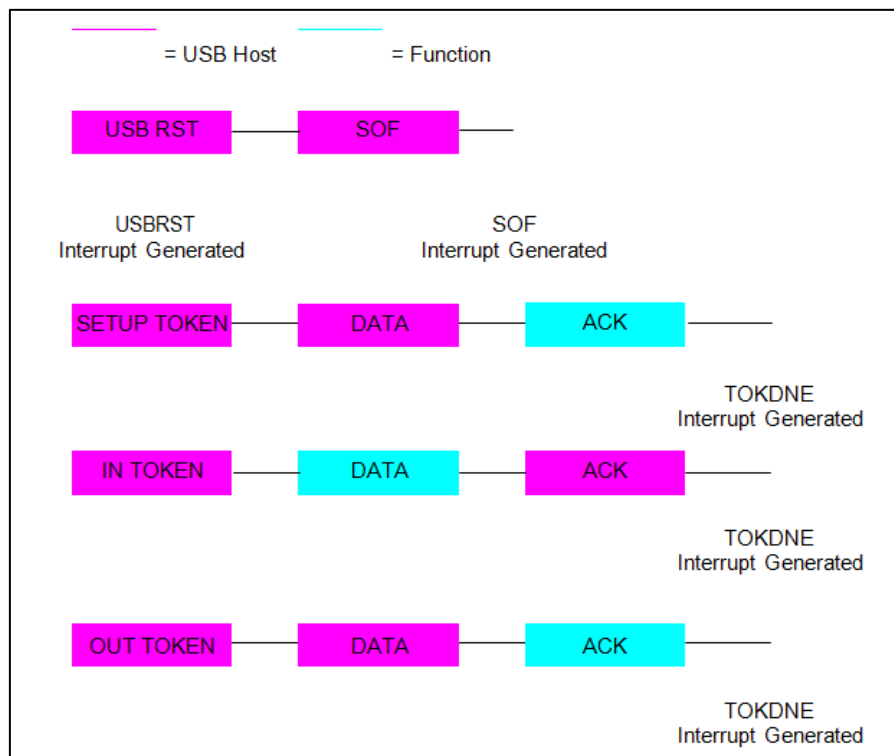 = USB Host = Function
USB RST SOF
USBRST SOF
Interrupt Generated Interrupt Generated
SETUP TOKEN DATA ACK
TOKDNE
Interrupt Generated
IN TOKEN DATA ACK
TOKDNE
Interrupt Generated
OUT TOKEN DATA ACK
TOKDNE
Interrupt Generated